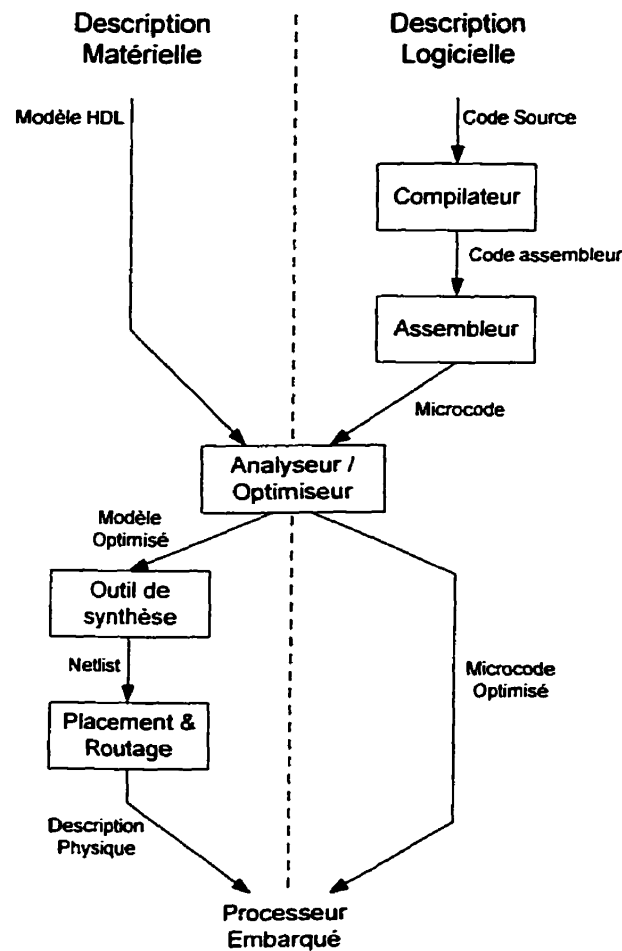 Description
Matérielle
Description
Logicielle
Modèle HDL
Code Source
Compilateur
Code assembleur
Assembleur
Microcode
Analyseur /
Optimiseur
Modèle
Optimisé
Outil de
synthèse
Netlist
Microcode
Optimisé
Placement &
Routage
Description
Physique
Processeur
Embarqué